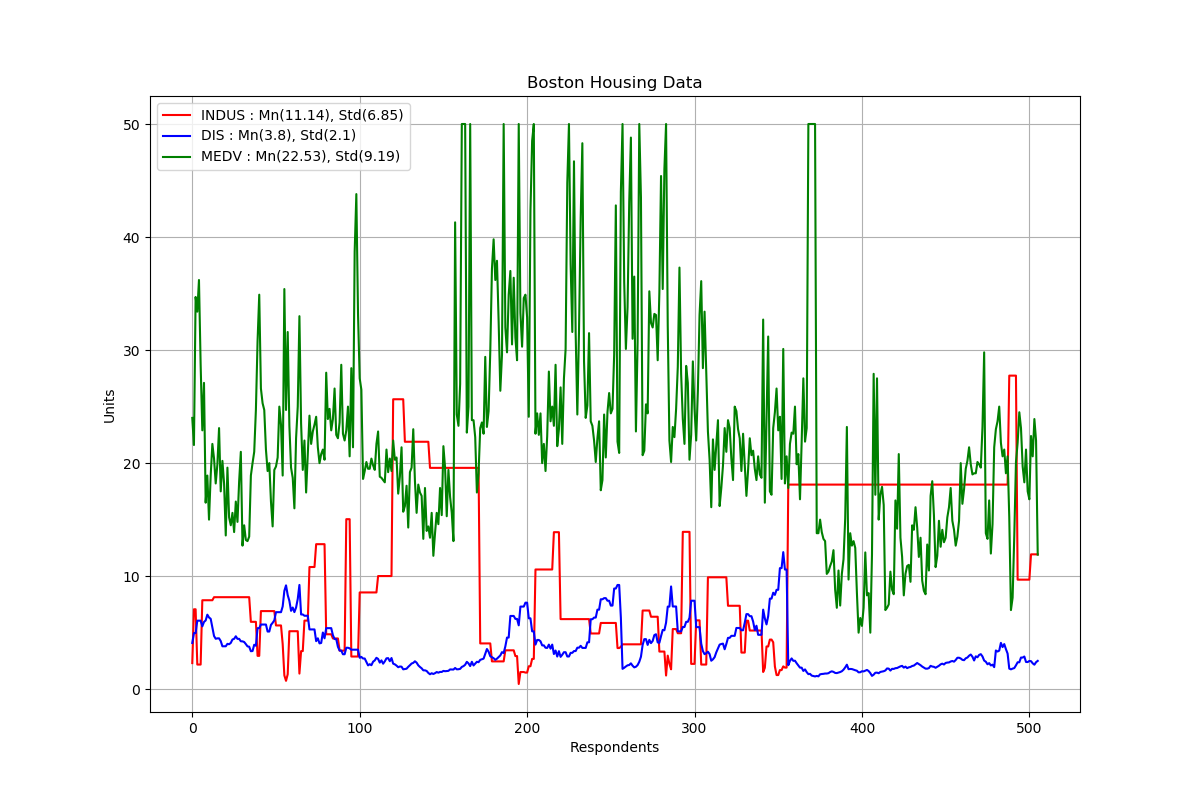 Boston Housing Data
INDUS : Mn(11.14), Std(6.85)
DIS : Mn(3.8), Std(2.1)
MEDV : Mn(22.53), Std(9.19)
50
40
30
20
10
0
Units
0 100 200 300 400 500
Respondents